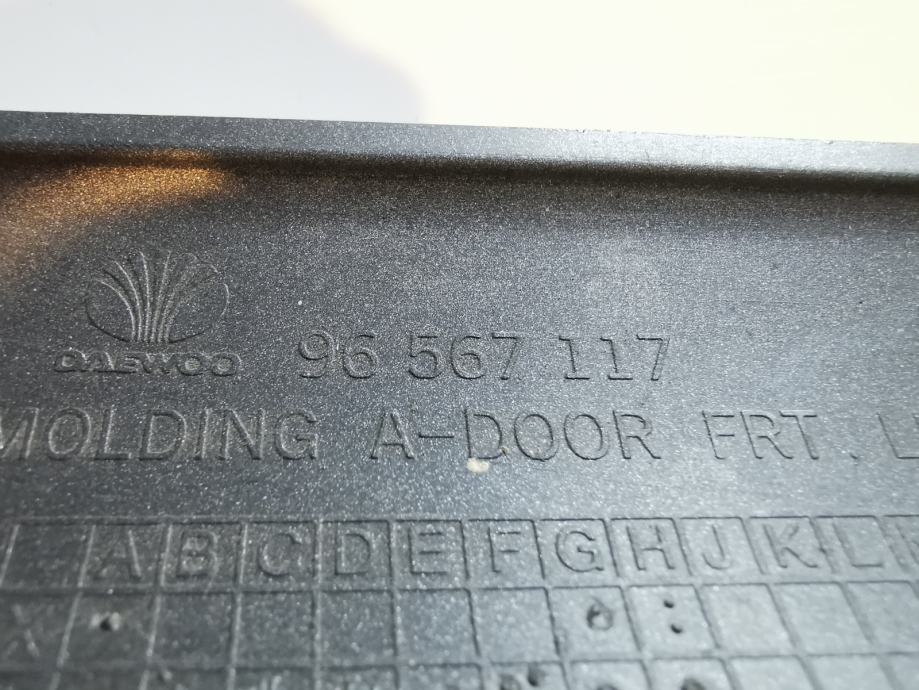 DAEWOO 96 567 117
MOLDING A-DOOR FRT. L
A B C D E F G H J K L
X